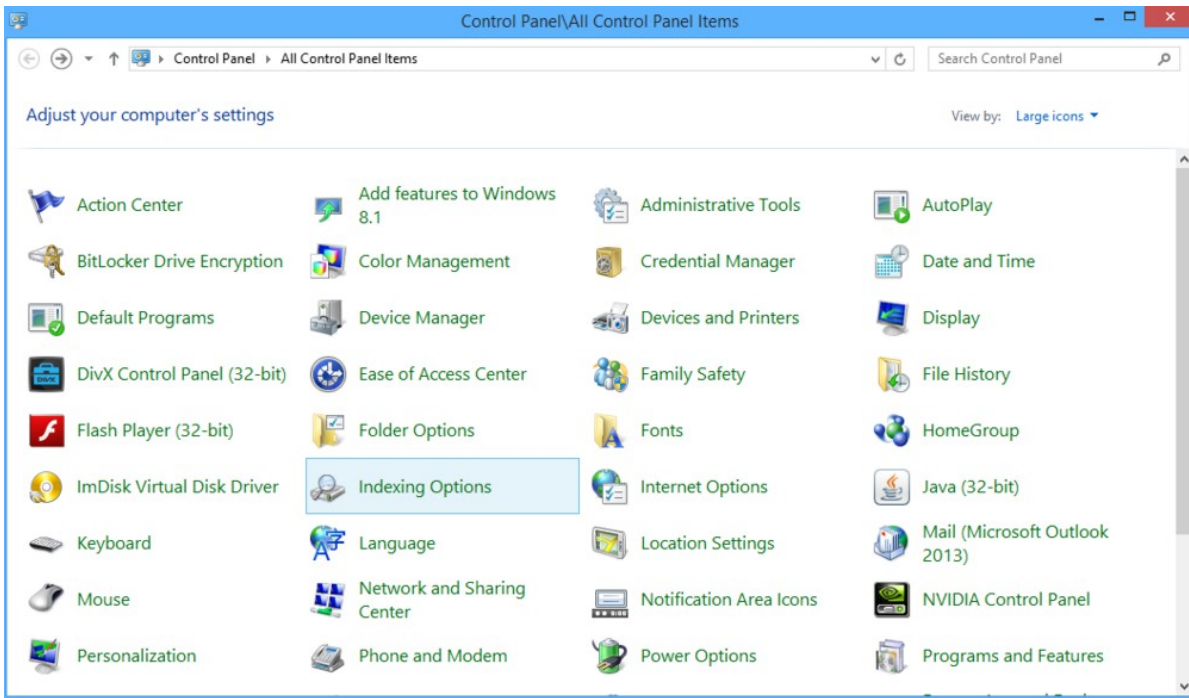 Control Panel\All Control Panel Items
Control Panel All Control Panel Items
Search Control Panel
Adjust your computer's settings
View by: Large icons
Action Center
Add features to Windows
8.1
Administrative Tools
AutoPlay
BitLocker Drive Encryption
Color Management
Credential Manager
Date and Time
Default Programs
Device Manager
Devices and Printers
Display
DivX Control Panel (32-bit)
Ease of Access Center
Family Safety
File History
Flash Player (32-bit)
Folder Options
Fonts
HomeGroup
ImDisk Virtual Disk Driver
Indexing Options
Internet Options
Java (32-bit)
Keyboard
Language
Location Settings
Mail (Microsoft Outlook
2013)
Mouse
Network and Sharing
Center
Notification Area Icons
NVIDIA Control Panel
Personalization
Phone and Modem
Power Options
Programs and Features